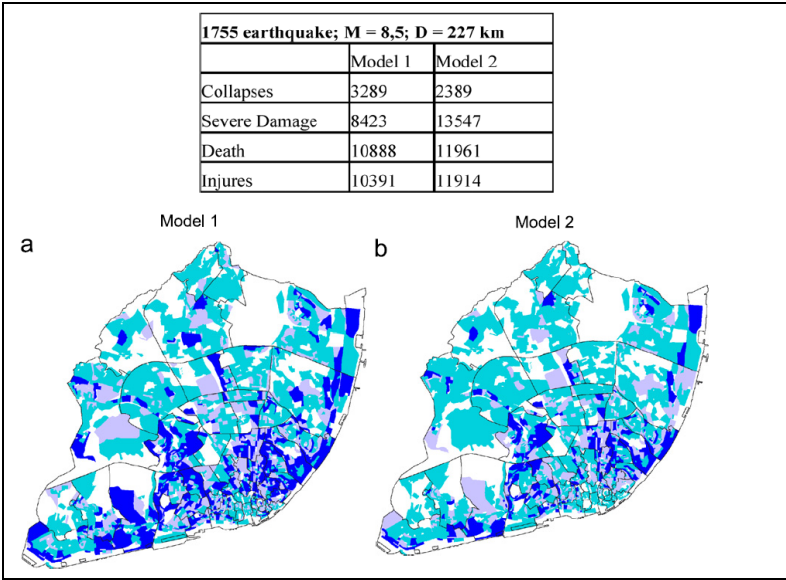 1755 earthquake; M = 8,5; D = 227 km
Model 1 Model 2
Collapses 3289 2389
Severe Damage 8423 13547
Death 10888 11961
Injures 10391 11914
Model 1 Model 2
a b